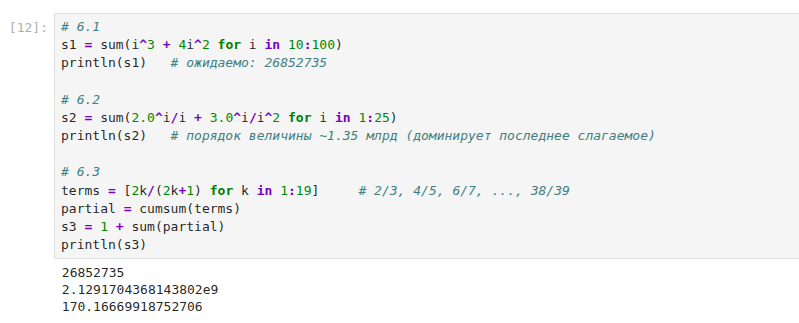 [12]:
# 6.1
s1 = sum(i^3 + 4i^2 for i in 10:100)
println(s1)   # ожидаемо: 26852735

# 6.2
s2 = sum(2.0^i/i + 3.0^i/i^2 for i in 1:25)
println(s2)   # порядок величины ~1.35 млрд (доминирует последнее слагаемое)

# 6.3
terms = [2k/(2k+1) for k in 1:19]     # 2/3, 4/5, 6/7, ..., 38/39
partial = cumsum(terms)
s3 = 1 + sum(partial)
println(s3)
26852735
2.1291704368143802e9
170.16669918752706